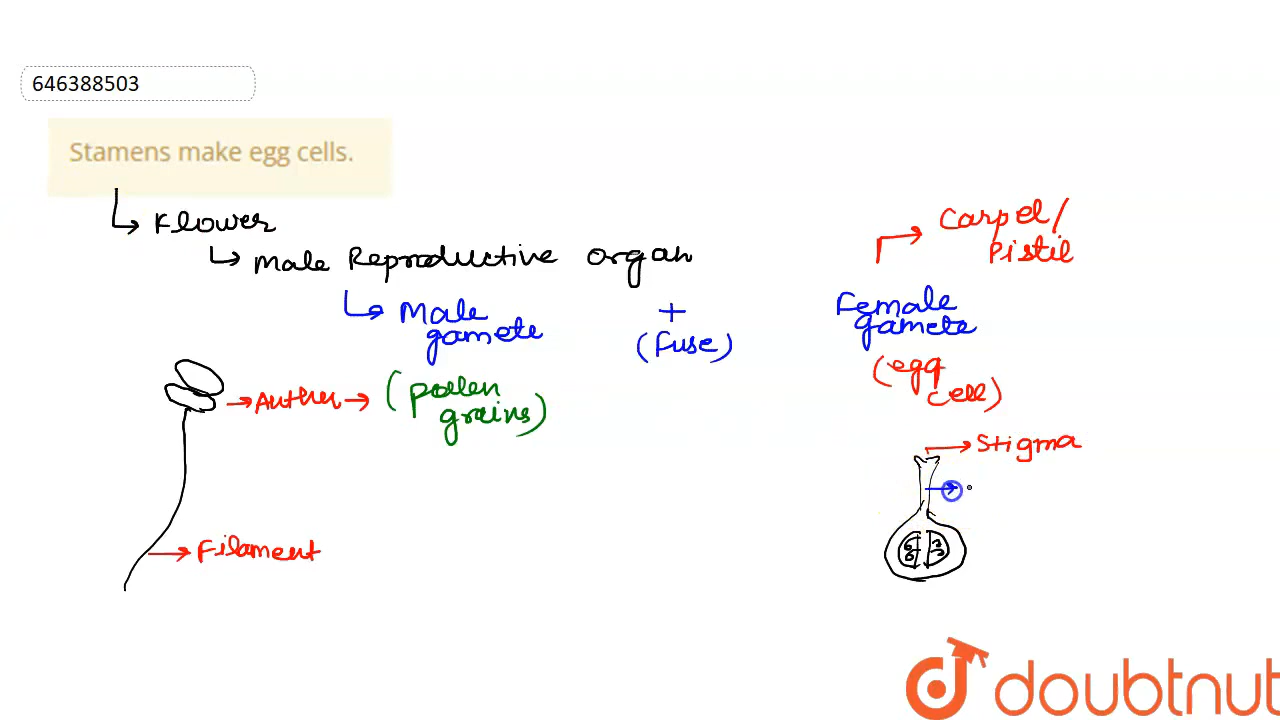 646388503
Stamens make egg cells.
Flower
Male Reproductive Organ
Male
gamete
+
(Fuse)
Carpel/
Pistil
Female
gamete
(egg
cell)
Anther
(pollen
grains)
Stigma
Filament
doubtnut